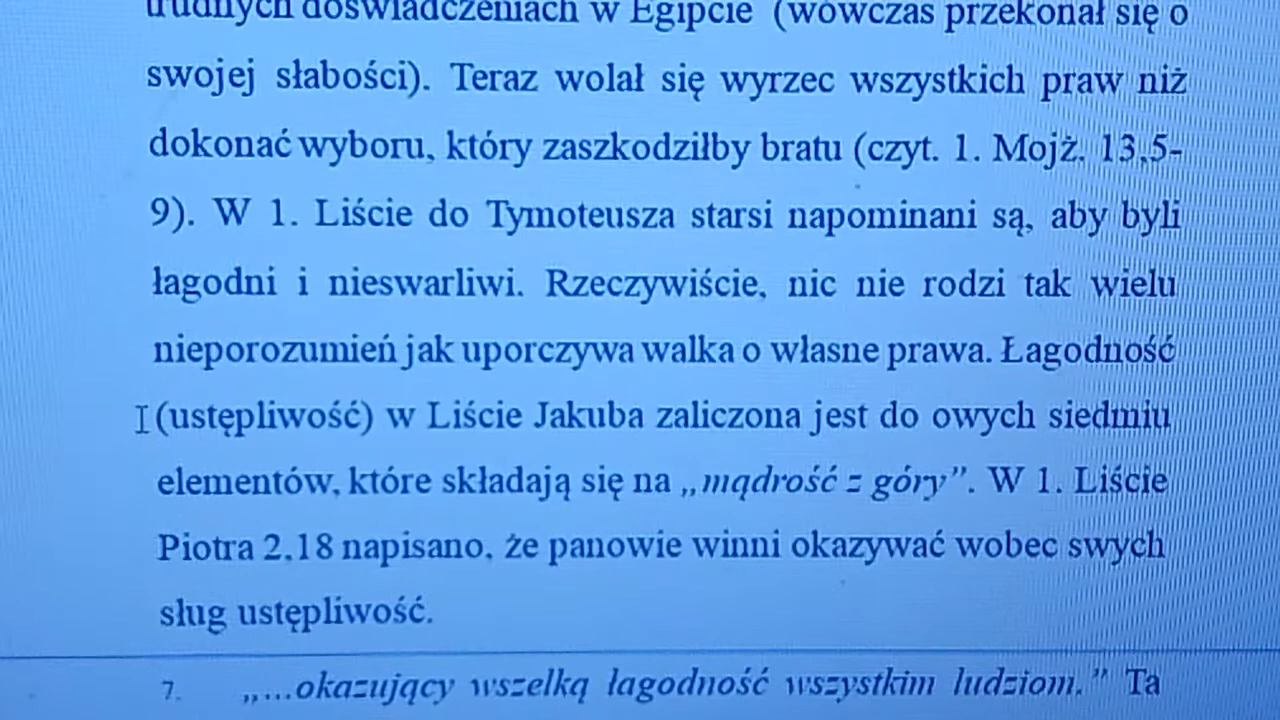 trudnych doświadczeniach w Egipcie (wówczas przekonał się o
swojej słabości). Teraz wolał się wyrzec wszystkich praw niż
dokonać wyboru, który zaszkodziłby bratu (czyt. 1. Mojż. 13,5-
9). W 1. Liście do Tymoteusza starsi napominani są, aby byli
łagodni i nieswarliwi. Rzeczywiście, nic nie rodzi tak wielu
nieporozumień jak uporczywa walka o własne prawa. Łagodność
(ustępliwość) w Liście Jakuba zaliczona jest do owych siedmiu
elementów, które składają się na „mądrość z góry”. W 1. Liście
Piotra 2,18 napisano, że panowie winni okazywać wobec swych
sług ustępliwość.
7. „...okazujący wszelką łagodność wszystkim ludziom.” Ta